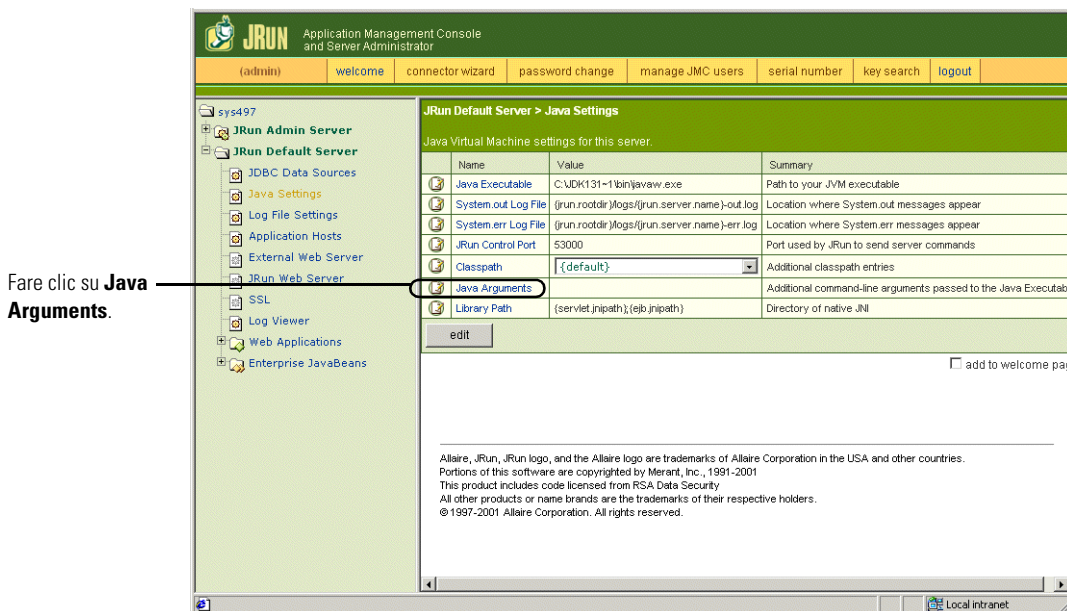 JRUN Application Management Console
and Server Administrator
(admin) welcome connector wizard password change manage JMC users serial number key search logout
sys497
JRun Admin Server
JRun Default Server
JDBC Data Sources
Java Settings
Log File Settings
Application Hosts
External Web Server
JRun Web Server
SSL
Log Viewer
Web Applications
Enterprise JavaBeans
Fare clic su Java
Arguments.
JRun Default Server > Java Settings
Java Virtual Machine settings for this server.
Name Value Summary
Java Executable C:\JDK131~1\bin\javaw.exe Path to your JVM executable
System.out Log File {jrun.rootdir}/logs/{jrun.server.name}-out.log Location where System.out messages appear
System.err Log File {jrun.rootdir}/logs/{jrun.server.name}-err.log Location where System.err messages appear
JRun Control Port 53000 Port used by JRun to send server commands
Classpath {default} Additional classpath entries
Java Arguments Additional command-line arguments passed to the Java Executab
Library Path {servlet.jnipath};{ejb.jnipath} Directory of native JNI
edit
add to welcome pag
Allaire, JRun, JRun logo, and the Allaire logo are trademarks of Allaire Corporation in the USA and other countries.
Portions of this software are copyrighted by Merant, Inc., 1991-2001
This product includes code licensed from RSA Data Security
All other products or name brands are the trademarks of their respective holders.
© 1997-2001 Allaire Corporation. All rights reserved.
Local intranet